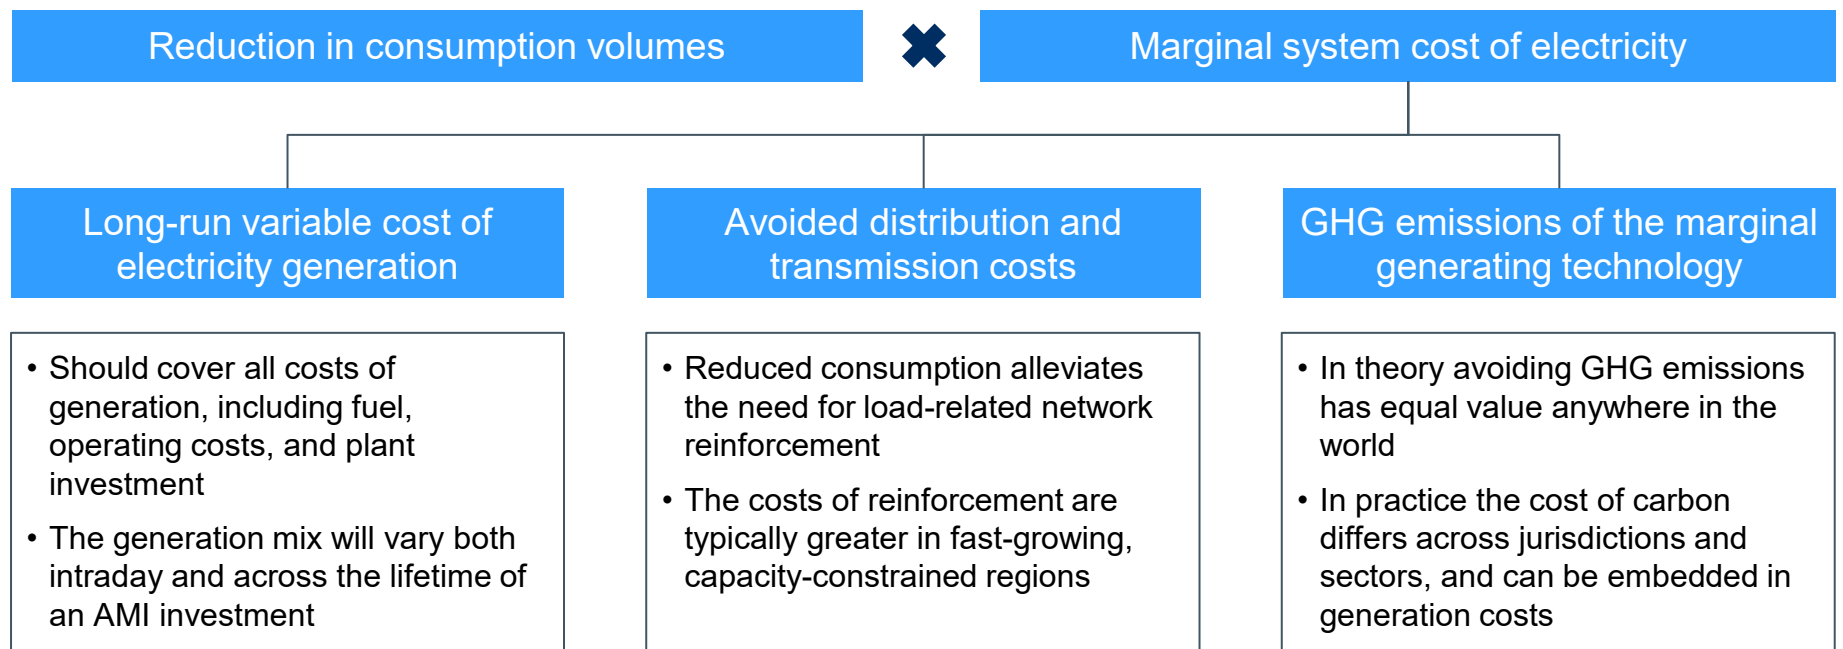 Reduction in consumption volumes
Marginal system cost of electricity
Long-run variable cost of
electricity generation
Avoided distribution and
transmission costs
GHG emissions of the marginal
generating technology
• Should cover all costs of
generation, including fuel,
operating costs, and plant
investment
• The generation mix will vary both
intraday and across the lifetime of
an AMI investment
• Reduced consumption alleviates
the need for load-related network
reinforcement
• The costs of reinforcement are
typically greater in fast-growing,
capacity-constrained regions
• In theory avoiding GHG emissions
has equal value anywhere in the
world
• In practice the cost of carbon
differs across jurisdictions and
sectors, and can be embedded in
generation costs